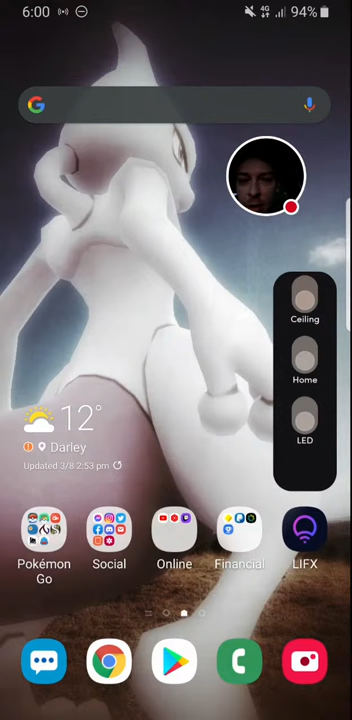 6:00 4G 94%
Ceiling
Home
LED
12°
Darley
Updated 3/8 2:53 pm
Pokémon Go Social Online Financial LIFX